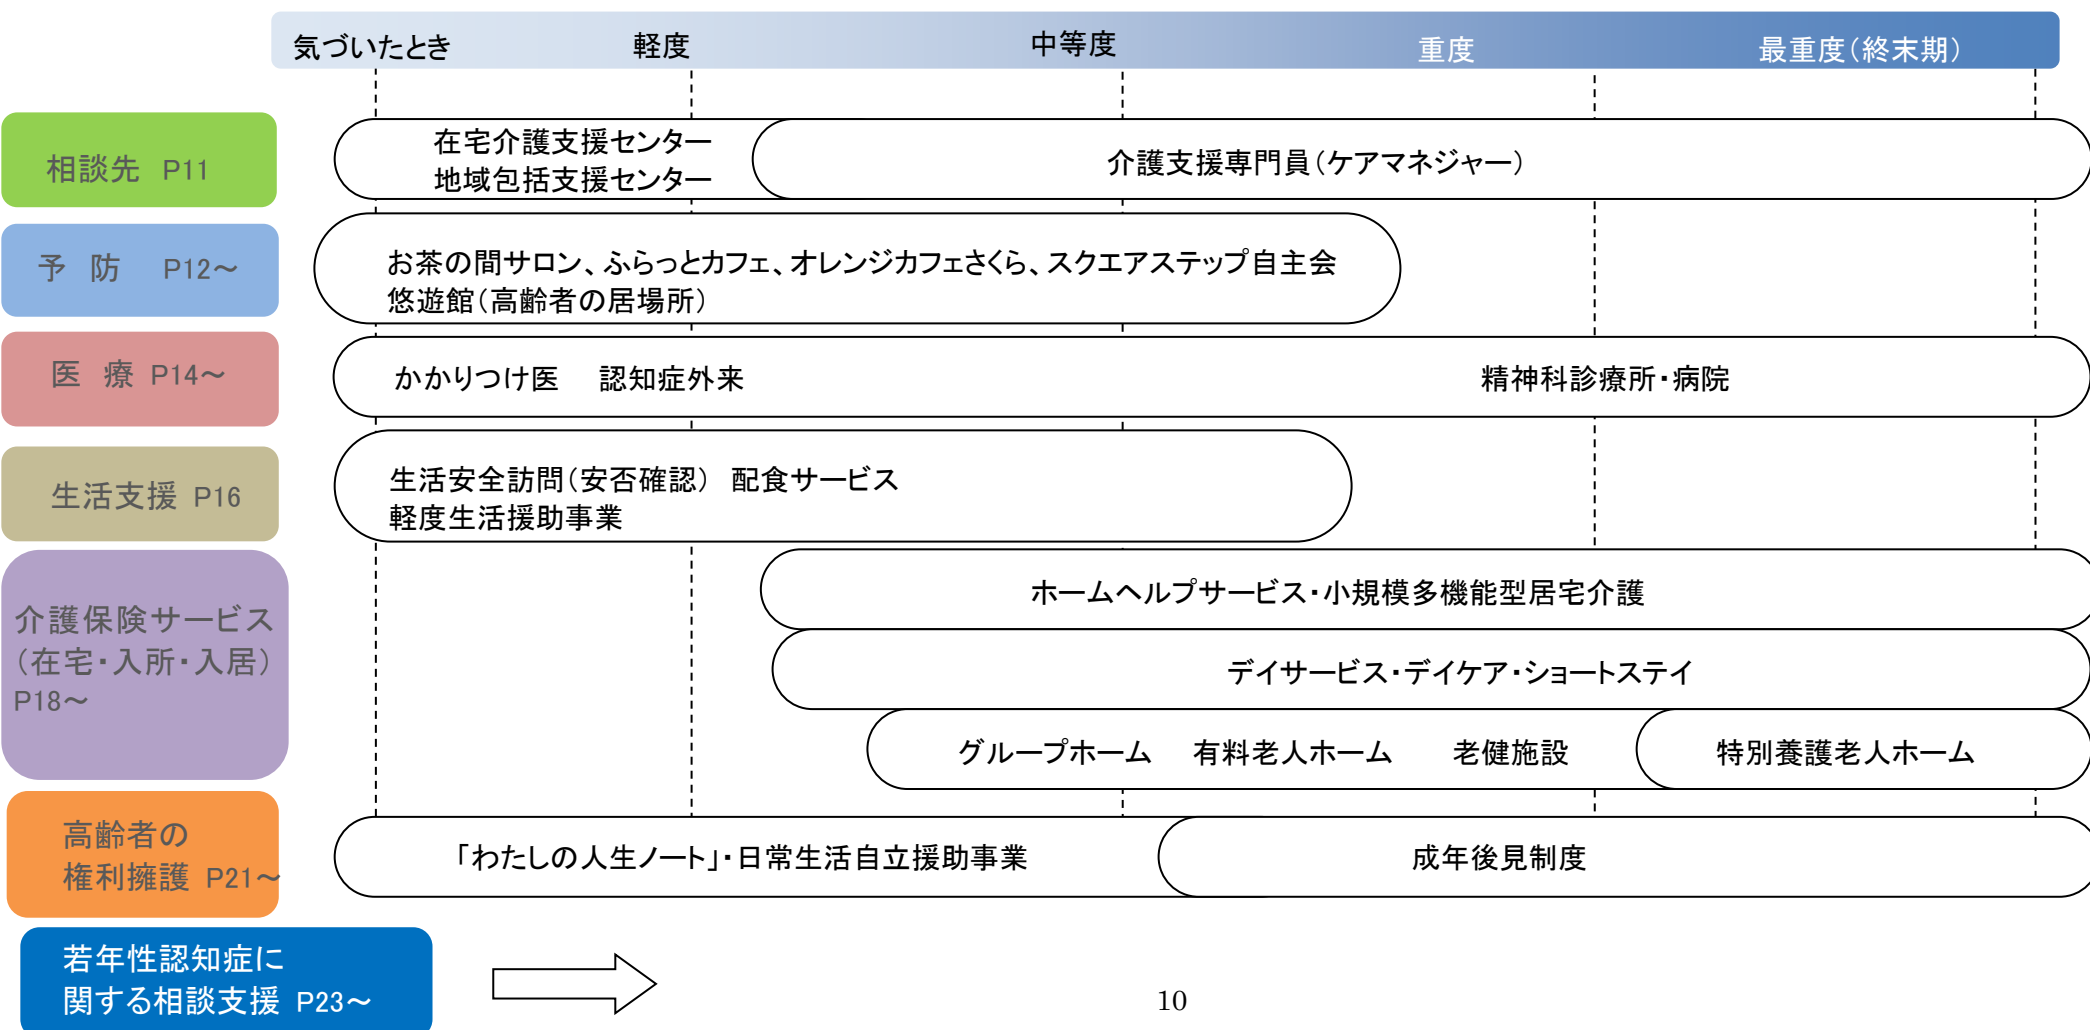 気づいたとき 軽度 中等度 重度 最重度(終末期)
相談先 P11
在宅介護支援センター
地域包括支援センター
介護支援専門員(ケアマネジャー)
予 防 P12～
お茶の間サロン、ふらっとカフェ、オレンジカフェさくら、スクエアステップ自主会
悠遊館(高齢者の居場所)
医 療 P14～
かかりつけ医 認知症外来 精神科診療所・病院
生活支援 P16
生活安全訪問(安否確認) 配食サービス
軽度生活援助事業
介護保険サービス
(在宅・入所・入居)
P18～
ホームヘルプサービス・小規模多機能型居宅介護
デイサービス・デイケア・ショートステイ
グループホーム 有料老人ホーム 老健施設 特別養護老人ホーム
高齢者の
権利擁護 P21～
「わたしの人生ノート」・日常生活自立援助事業
成年後見制度
若年性認知症に
関する相談支援 P23～
10